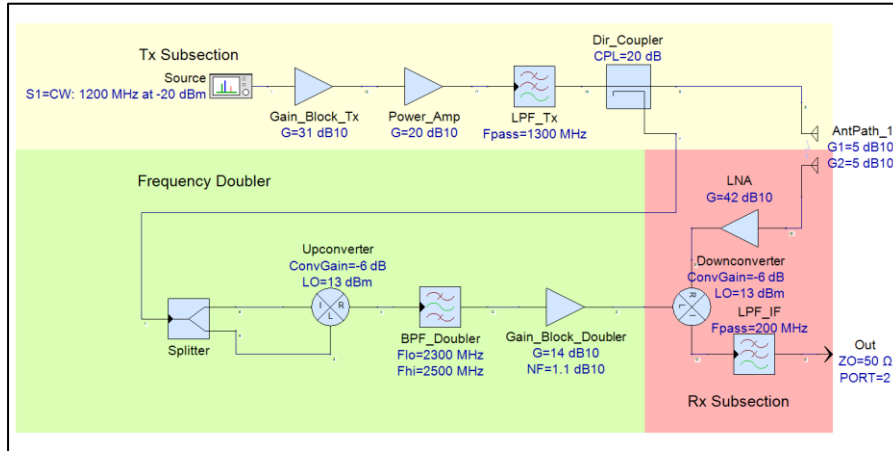 Tx Subsection
Source
S1=CW: 1200 MHz at -20 dBm
Gain_Block_Tx
G=31 dB10
Power_Amp
G=20 dB10
LPF_Tx
Fpass=1300 MHz
Dir_Coupler
CPL=20 dB
AntPath_1
G1=5 dB10
G2=5 dB10
Frequency Doubler
Splitter
Upconverter
ConvGain=-6 dB
LO=13 dBm
I R
L
BPF_Doubler
Flo=2300 MHz
Fhi=2500 MHz
Gain_Block_Doubler
G=14 dB10
NF=1.1 dB10
LNA
G=42 dB10
Downconverter
ConvGain=-6 dB
LO=13 dBm
R
L I
LPF_IF
Fpass=200 MHz
Out
ZO=50 Ω
PORT=2
Rx Subsection